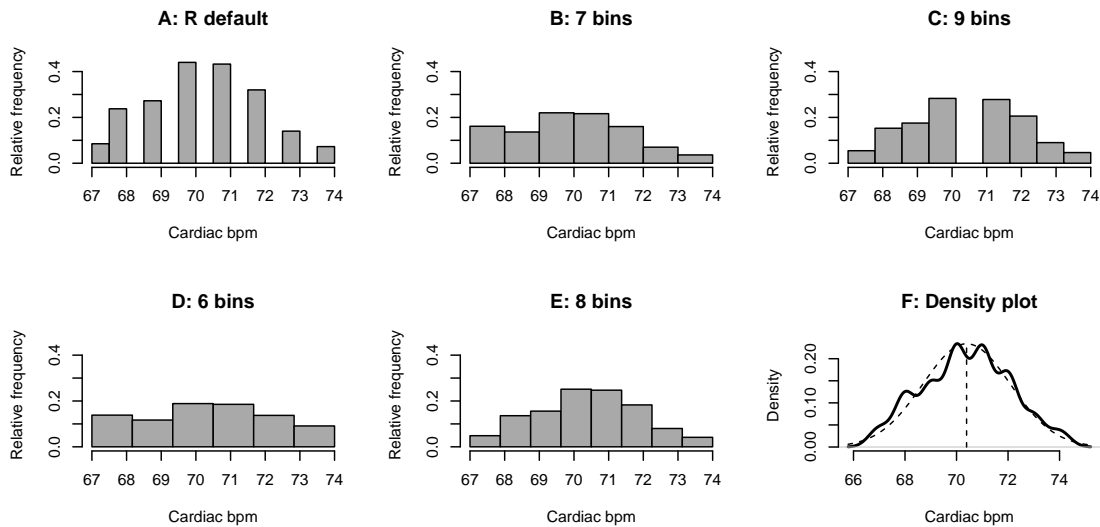 A: R default
Relative frequency
0.0 0.2 0.4
67 68 69 70 71 72 73 74
Cardiac bpm
B: 7 bins
Relative frequency
0.0 0.2 0.4
67 68 69 70 71 72 73 74
Cardiac bpm
C: 9 bins
Relative frequency
0.0 0.2 0.4
67 68 69 70 71 72 73 74
Cardiac bpm
D: 6 bins
Relative frequency
0.0 0.2 0.4
67 68 69 70 71 72 73 74
Cardiac bpm
E: 8 bins
Relative frequency
0.0 0.2 0.4
67 68 69 70 71 72 73 74
Cardiac bpm
F: Density plot
Density
0.00 0.10 0.20
66 68 70 72 74
Cardiac bpm